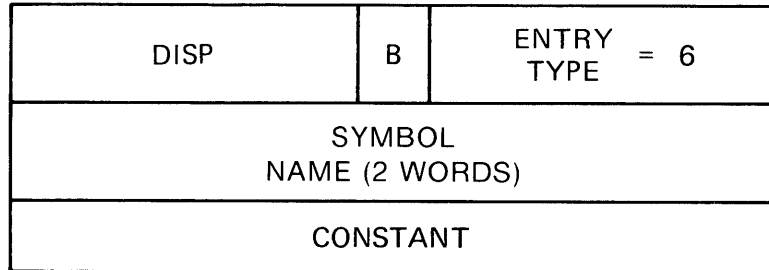 DISP B ENTRY TYPE = 6
SYMBOL
NAME (2 WORDS)
CONSTANT